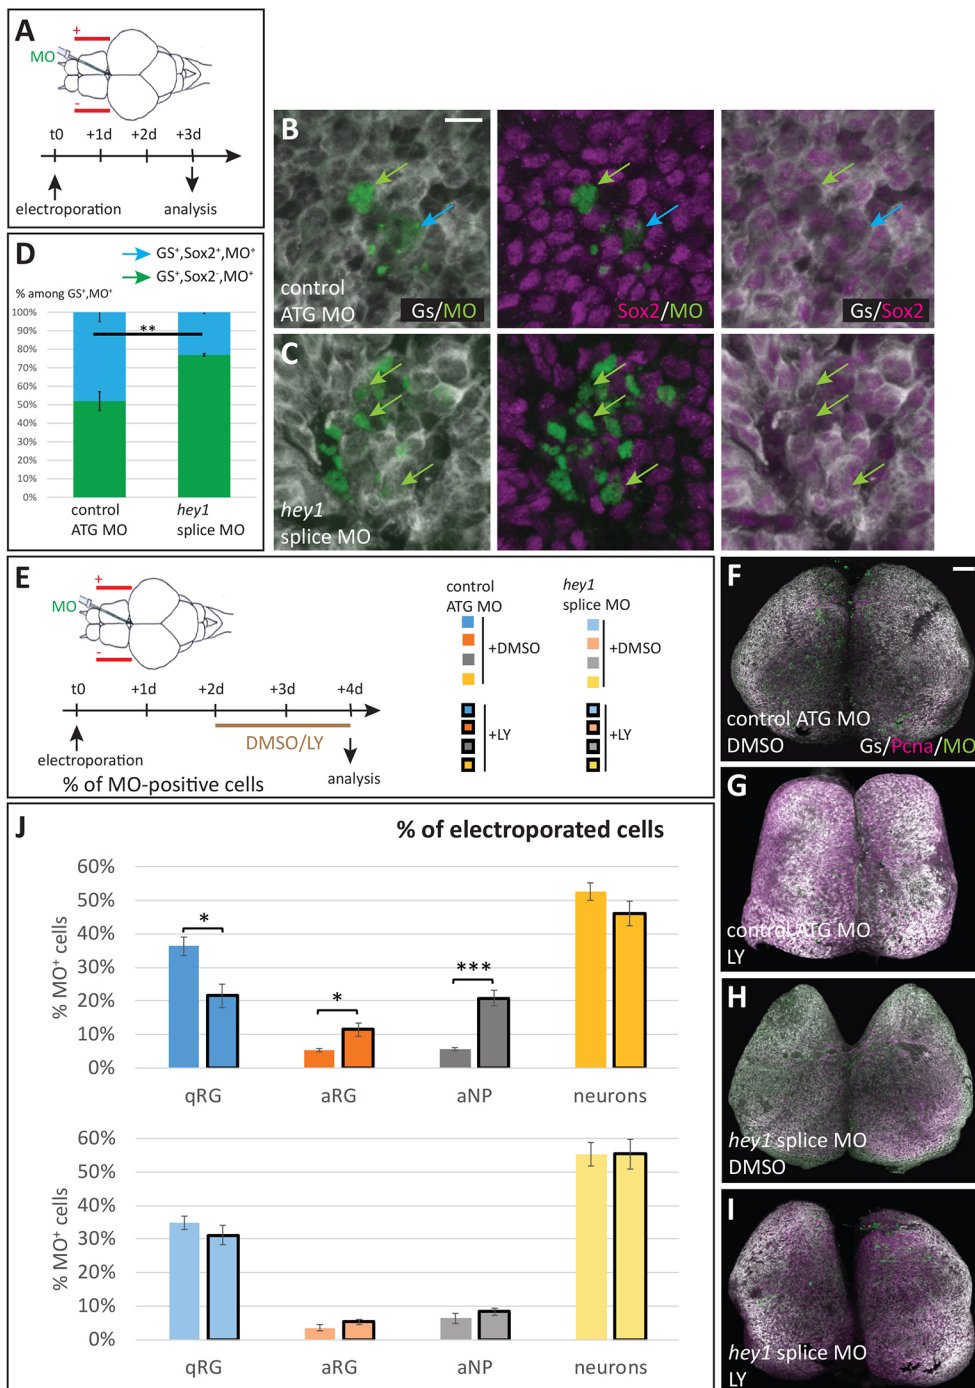 A
+
MO
-
t0 +1d +2d +3d
electroporation analysis
B
control
ATG MO
Gs/MO
Sox2/MO
Gs/Sox2
D
GS+,Sox2+,MO+
GS+,Sox2-,MO+
% among GS+,MO+
100%
90%
80%
70%
60%
50%
40%
30%
20%
10%
0%
**
control
ATG MO
hey1
splice MO
C
hey1
splice MO
E
+
MO
-
t0 +1d +2d +3d +4d
DMSO/LY
electroporation
analysis
% of MO-positive cells
control
ATG MO
+DMSO
+LY
hey1
splice MO
+DMSO
+LY
F
control ATG MO
DMSO
Gs/Pcna/MO
G
control ATG MO
LY
H
hey1 splice MO
DMSO
I
hey1 splice MO
LY
J
% of electroporated cells
% MO+ cells
60%
50%
40%
30%
20%
10%
0%
*
*
***
qRG aRG aNP neurons
% MO+ cells
60%
50%
40%
30%
20%
10%
0%
qRG aRG aNP neurons